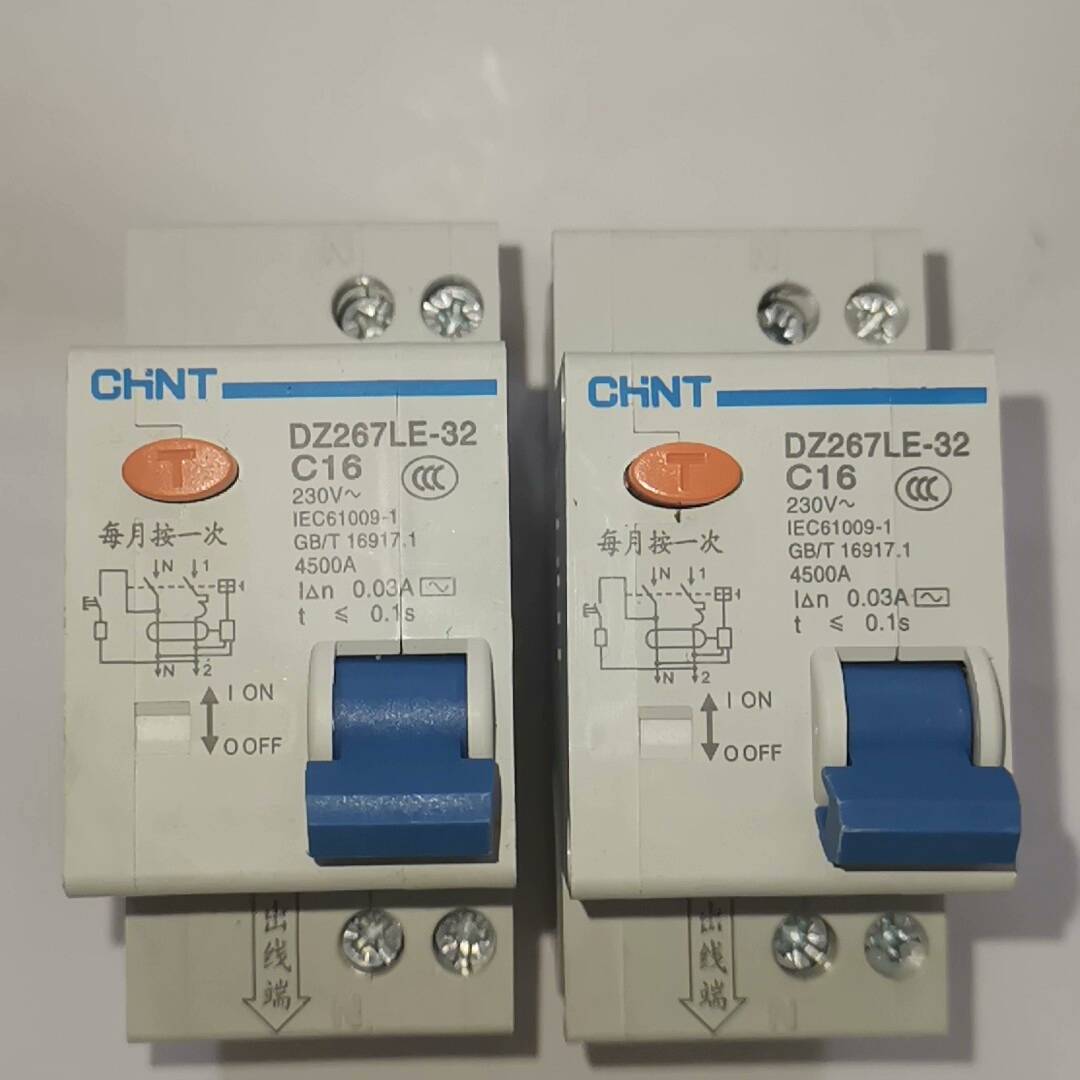 N
CHNT
DZ267LE-32
T
C16
CCC
230V~
IEC61009-1
每月按一次
GB/T 16917.1
4500A
N 1
I△n 0.03A
t ≤ 0.1s
N 2
I ON
O OFF
出线端
N
N
CHNT
DZ267LE-32
T
C16
CCC
230V~
IEC61009-1
每月按一次
GB/T 16917.1
4500A
N 1
I△n 0.03A
t ≤ 0.1s
N 2
I ON
O OFF
出线端
N